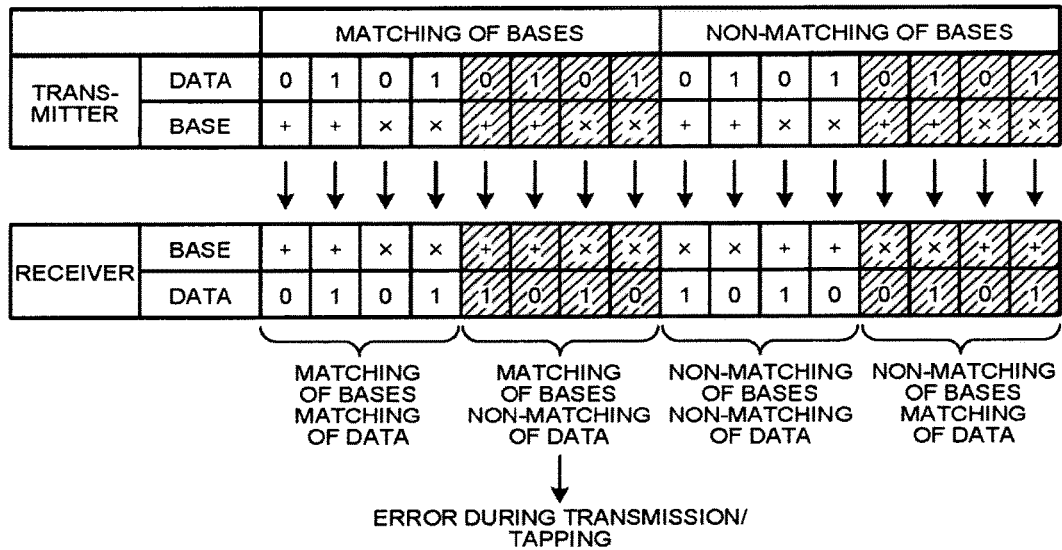 MATCHING OF BASES NON-MATCHING OF BASES
TRANS-
MITTER
DATA 0 1 0 1 0 1 0 1 0 1 0 1 0 1 0 1
BASE + + × × + + × × + + × × + + × ×
RECEIVER
BASE + + × × + + × × × × + + × × + +
DATA 0 1 0 1 1 0 1 0 1 0 1 0 0 1 0 1
MATCHING
OF BASES
MATCHING
OF DATA
MATCHING
OF BASES
NON-MATCHING
OF DATA
NON-MATCHING
OF BASES
NON-MATCHING
OF DATA
NON-MATCHING
OF BASES
MATCHING
OF DATA
ERROR DURING TRANSMISSION/
TAPPING